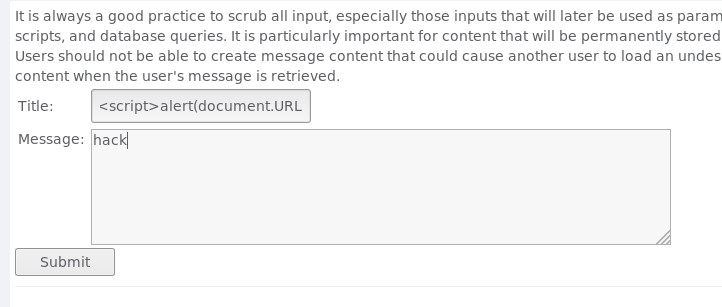 It is always a good practice to scrub all input, especially those inputs that will later be used as param
scripts, and database queries. It is particularly important for content that will be permanently stored
Users should not be able to create message content that could cause another user to load an undes
content when the user's message is retrieved.
Title: <script>alert(document.URL
Message: hack
Submit